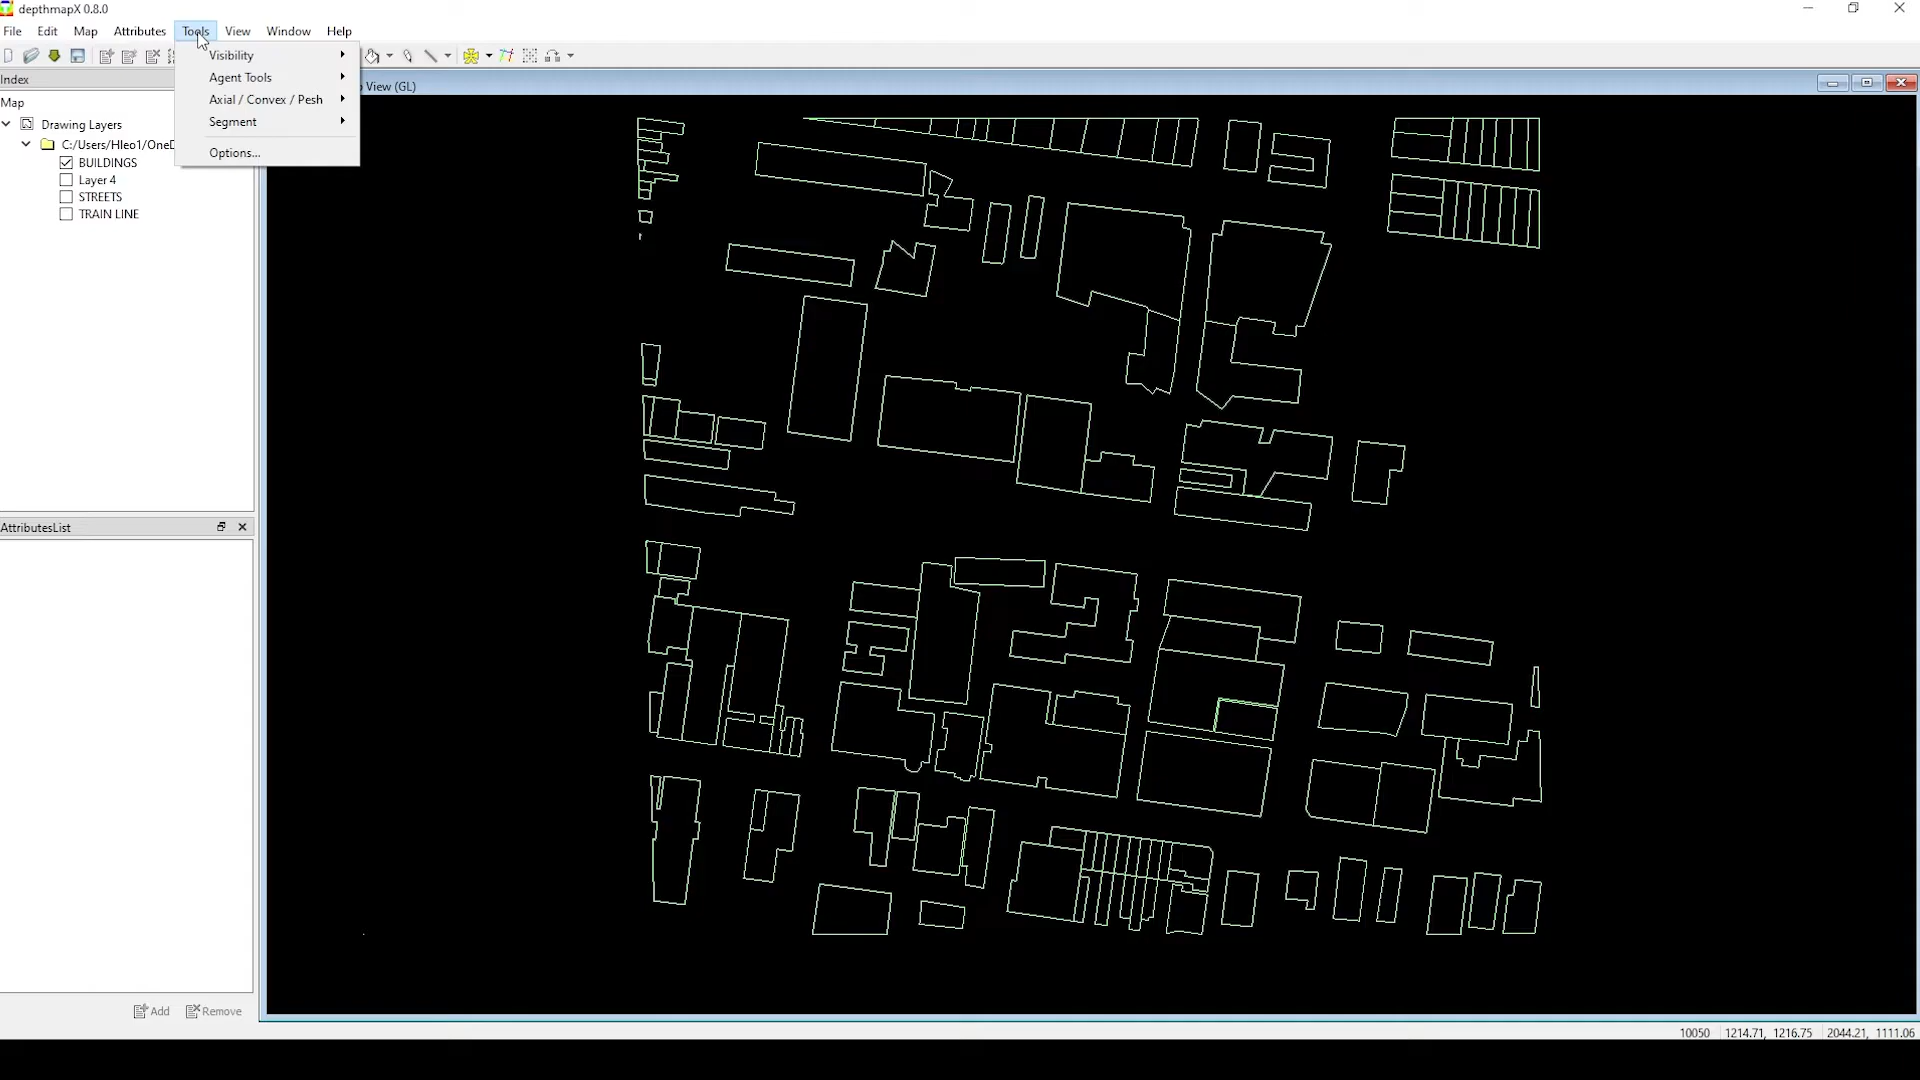 depthmapX 0.8.0
File Edit Map Attributes Tools View Window Help
Visibility
Agent Tools
Axial / Convex / Pesh
Segment
Options...
Index
View (GL)
Map
Drawing Layers
C:/Users/Hleo1/OneD
BUILDINGS
Layer 4
STREETS
TRAIN LINE
AttributesList
Add Remove
10050 1214.71, 1216.75 2044.21, 1111.06